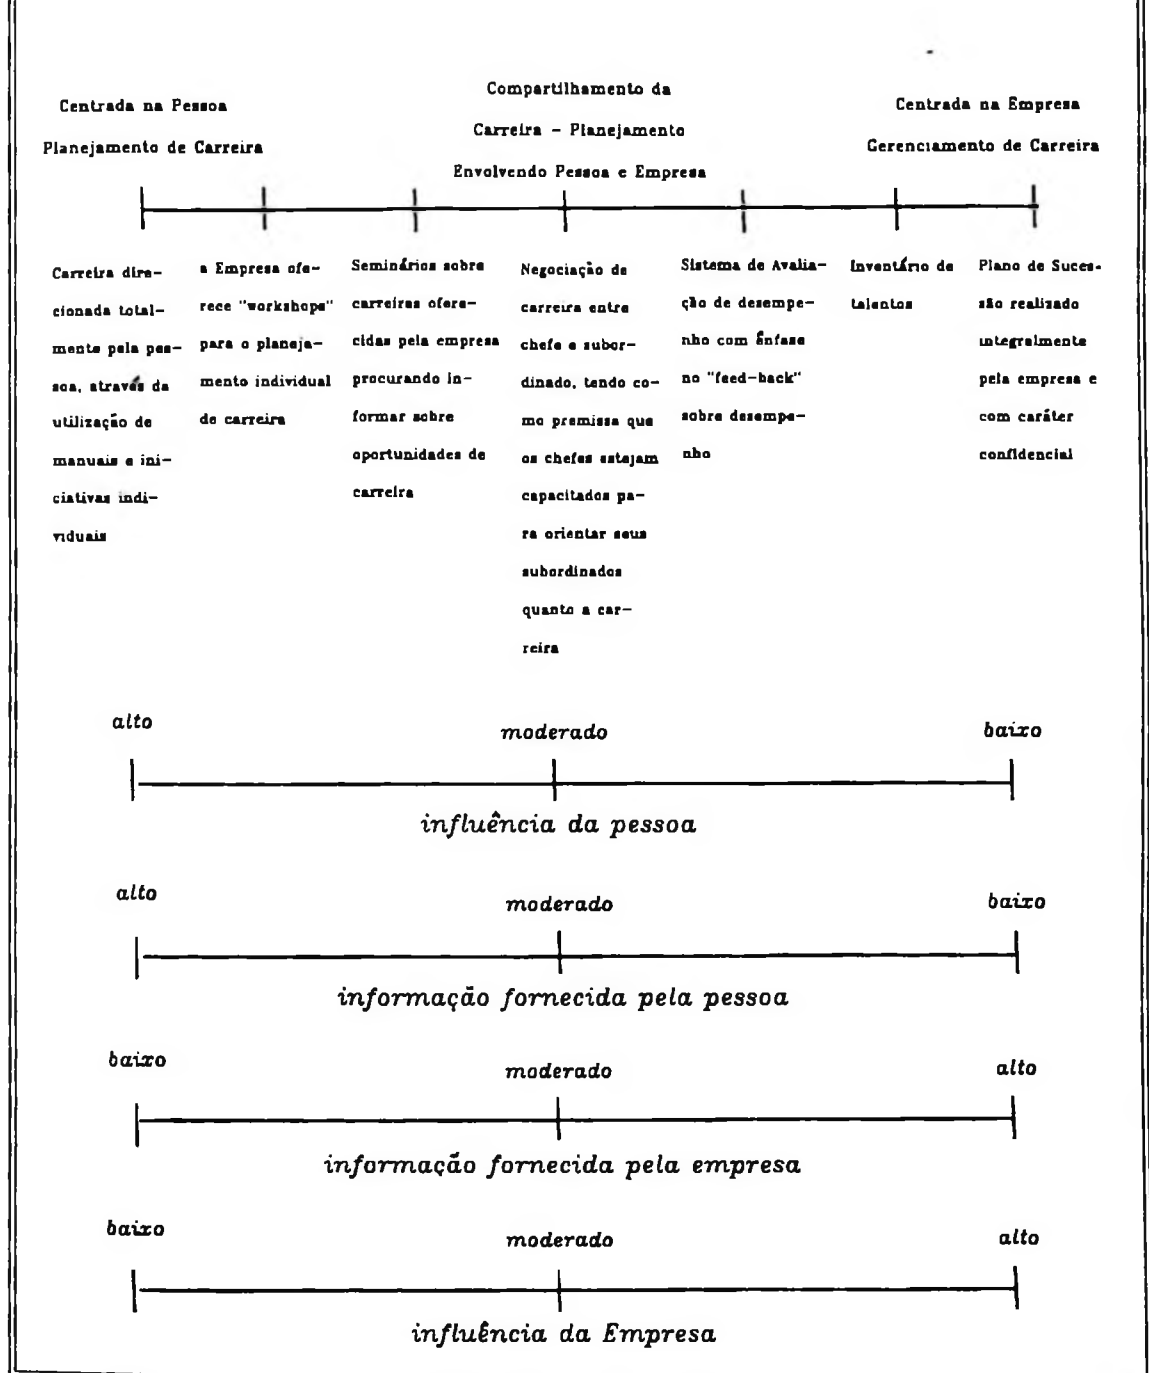 Centrada na Pessoa
Planejamento de Carreira
Compartilhamento da
Carreira - Planejamento
Envolvendo Pessoa e Empresa
Centrada na Empresa
Gerenciamento de Carreira
Carreira dire-
cionada total-
mente pela pes-
soa, através da
utilização de
manuais e ini-
ciativas indi-
viduais
a Empresa ofe-
rece "workshops"
para o planeja-
mento individual
de carreira
Seminários sobre
carreiras ofere-
cidas pela empresa
procurando in-
formar sobre
oportunidades de
carreira
Negociação de
carreira entre
chefe e subor-
dinado, tendo co-
mo premissa que
os chefes estejam
capacitados pa-
ra orientar seus
subordinados
quanto a car-
reira
Sistema de Avalia-
ção de desempe-
nho com ênfase
no "feed-back"
sobre desempe-
nho
Inventário de
talentos
Plano de Suces-
são realizado
integralmente
pela empresa e
com caráter
confidencial
alto
moderado
baixo
influência da pessoa
alto
moderado
baixo
informação fornecida pela pessoa
baixo
moderado
alto
informação fornecida pela empresa
baixo
moderado
alto
influência da Empresa